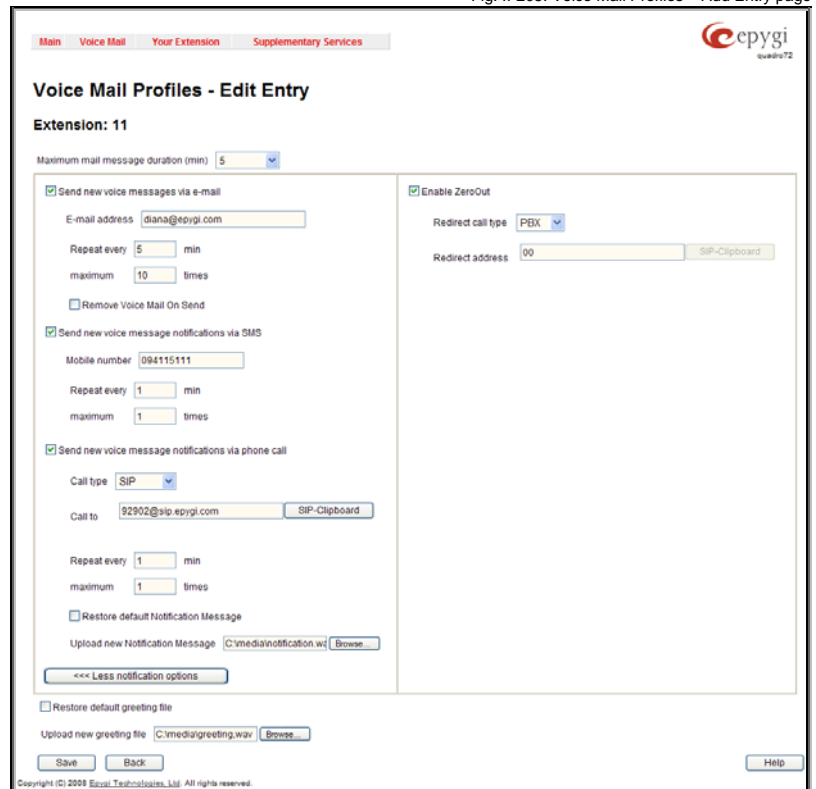 Main Voice Mail Your Extension Supplementary Services
epygi
quadro72
Voice Mail Profiles - Edit Entry
Extension: 11
Maximum mail message duration (min) 5
Send new voice messages via e-mail
E-mail address diana@epygi.com
Repeat every 5 min
maximum 10 times
Remove Voice Mail On Send
Send new voice message notifications via SMS
Mobile number 094115111
Repeat every 1 min
maximum 1 times
Send new voice message notifications via phone call
Call type SIP
Call to 92902@sip.epygi.com SIP-Clipboard
Repeat every 1 min
maximum 1 times
Restore default Notification Message
Upload new Notification Message C:\media\notification.wa Browse...
<<< Less notification options
Enable ZeroOut
Redirect call type PBX
Redirect address 00 SIP-Clipboard
Restore default greeting file
Upload new greeting file C:\media\greeting.wav Browse...
Save Back Help
Copyright (C) 2008 Epygi Technologies, Ltd. All rights reserved.